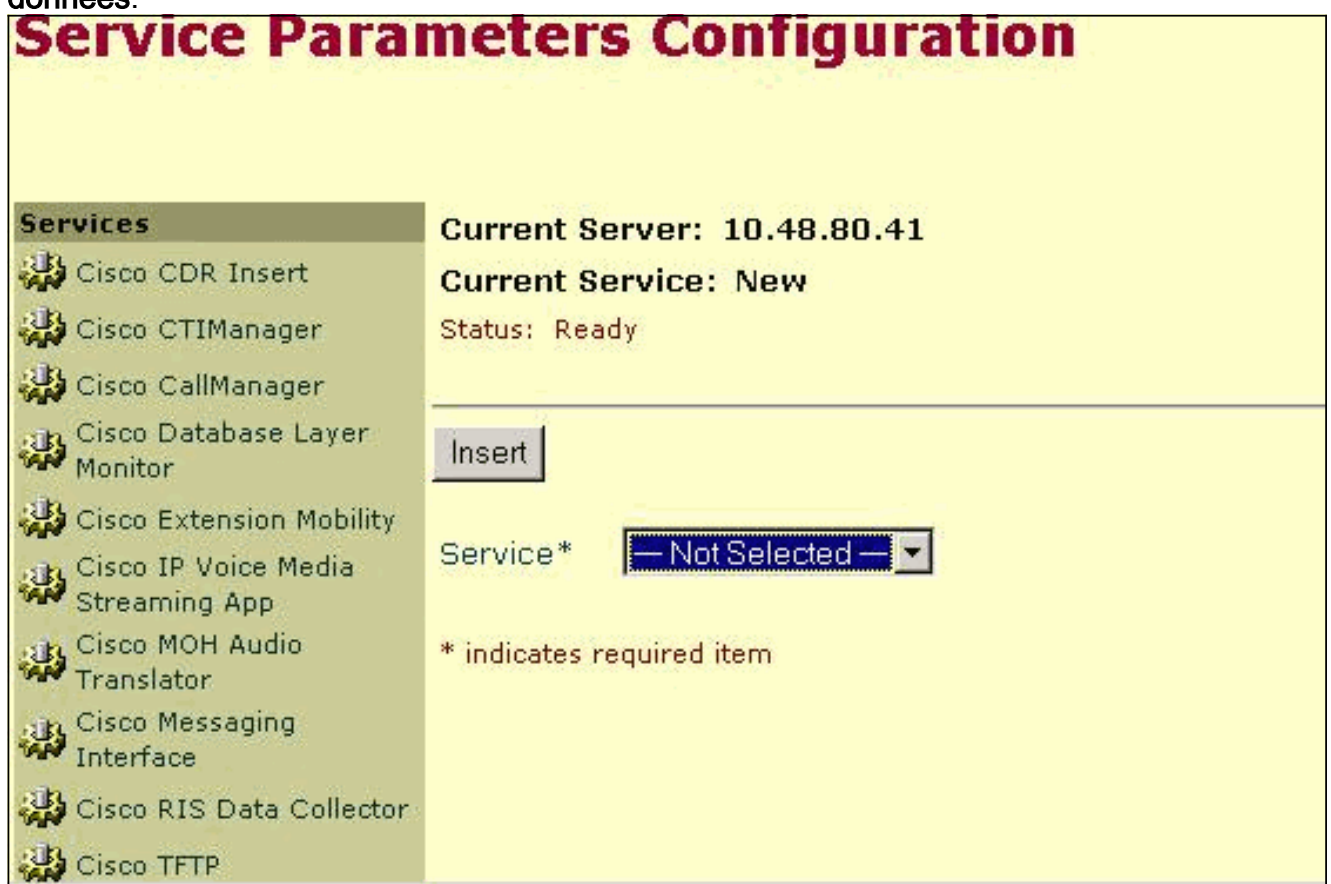 données.
Service Parameters Configuration
Services
Cisco CDR Insert
Cisco CTIManager
Cisco CallManager
Cisco Database Layer
Monitor
Cisco Extension Mobility
Cisco IP Voice Media
Streaming App
Cisco MOH Audio
Translator
Cisco Messaging
Interface
Cisco RIS Data Collector
Cisco TFTP
Current Server: 10.48.80.41
Current Service: New
Status: Ready
Insert
Service* — Not Selected —
* indicates required item